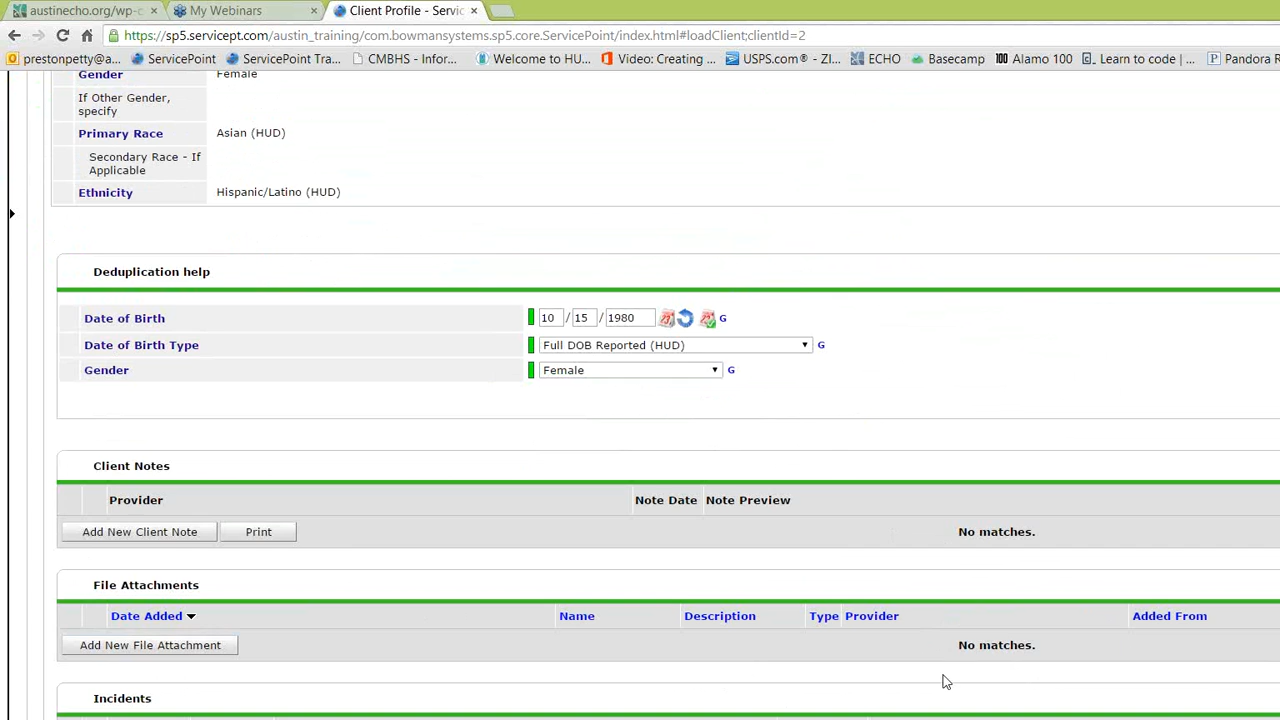 austinecho.org/wp-c × My Webinars × Client Profile - Servic ×
https://sp5.servicept.com/austin_training/com.bowmansystems.sp5.core.ServicePoint/index.html#loadClient;clientId=2
prestonpetty@a... ServicePoint ServicePoint Tra... CMBHS - Infor... Welcome to HU... Video: Creating ... USPS.com® - ZI... ECHO Basecamp Alamo 100 Learn to code | ... Pandora R
Gender Female
If Other Gender,
specify
Primary Race Asian (HUD)
Secondary Race - If
Applicable
Ethnicity Hispanic/Latino (HUD)
Deduplication help
Date of Birth 10 / 15 / 1980 G
Date of Birth Type Full DOB Reported (HUD) G
Gender Female G
Client Notes
Provider Note Date Note Preview
Add New Client Note Print No matches.
File Attachments
Date Added Name Description Type Provider Added From
Add New File Attachment No matches.
Incidents